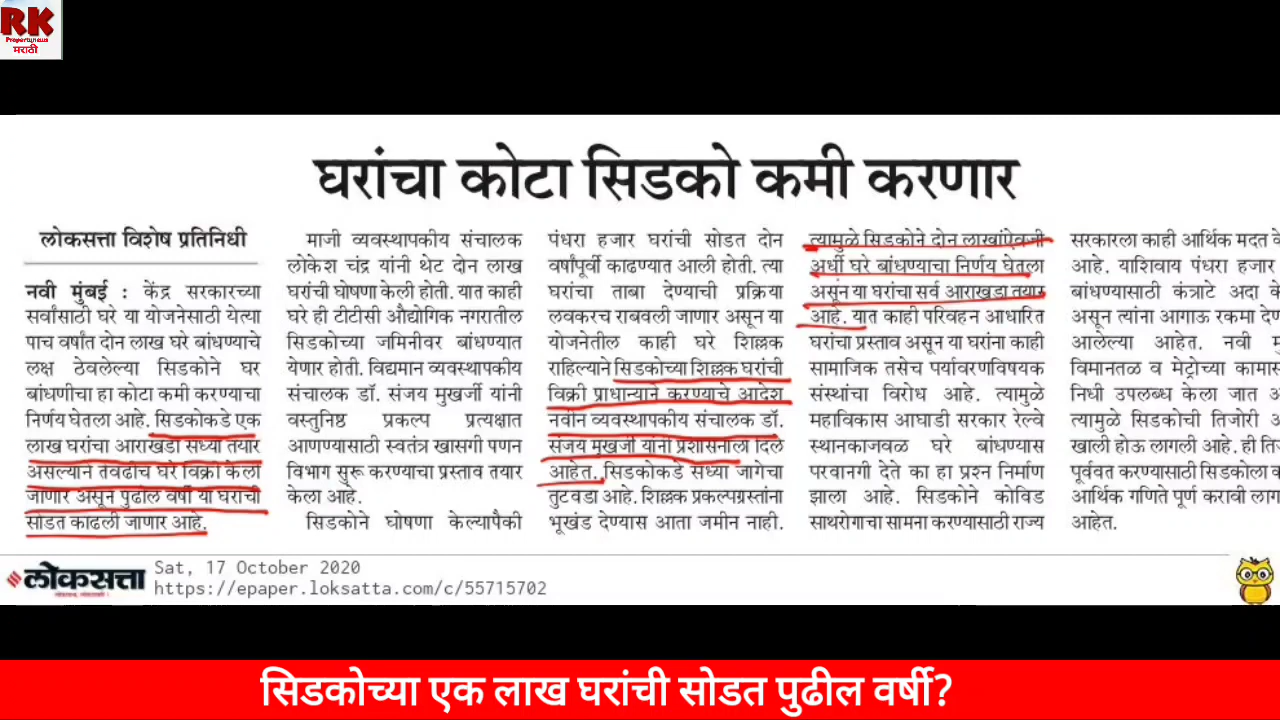 RK
Propertynews
मराठी
घरांचा कोटा सिडको कमी करणार
लोकसत्ता विशेष प्रतिनिधी
नवी मुंबई : केंद्र सरकारच्या
सर्वांसाठी घरे या योजनेसाठी येत्या
पाच वर्षांत दोन लाख घरे बांधण्याचे
लक्ष ठेवलेल्या सिडकोने घर
बांधणीचा हा कोटा कमी करण्याचा
निर्णय घेतला आहे. सिडकोकडे एक
लाख घरांचा आराखडा सध्या तयार
असल्याने तेवढीच घरे विक्री केली
जाणार असून पुढील वर्षी या घरांची
सोडत काढली जाणार आहे.
माजी व्यवस्थापकीय संचालक
लोकेश चंद्र यांनी थेट दोन लाख
घरांची घोषणा केली होती. यात काही
घरे ही टीटीसी औद्योगिक नगरातील
सिडकोच्या जमिनीवर बांधण्यात
येणार होती. विद्यमान व्यवस्थापकीय
संचालक डॉ. संजय मुखर्जी यांनी
वस्तुनिष्ठ प्रकल्प प्रत्यक्षात
आणण्यासाठी स्वतंत्र खासगी पणन
विभाग सुरू करण्याचा प्रस्ताव तयार
केला आहे.
सिडकोने घोषणा केल्यापैकी
पंधरा हजार घरांची सोडत दोन
वर्षांपूर्वी काढण्यात आली होती. त्या
घरांचा ताबा देण्याची प्रक्रिया
लवकरच राबवली जाणार असून या
योजनेतील काही घरे शिल्लक
राहिल्याने सिडकोच्या शिल्लक घरांची
विक्री प्राधान्याने करण्याचे आदेश
नवीन व्यवस्थापकीय संचालक डॉ.
संजय मुखर्जी यांनी प्रशासनाला दिले
आहेत. सिडकोकडे सध्या जागेचा
तुटवडा आहे. शिल्लक प्रकल्पग्रस्तांना
भूखंड देण्यास आता जमीन नाही.
त्यामुळे सिडकोने दोन लाखांऐवजी
अर्धी घरे बांधण्याचा निर्णय घेतला
असून या घरांचा सर्व आराखडा तयार
आहे. यात काही परिवहन आधारित
घरांचा प्रस्ताव असून या घरांना काही
सामाजिक तसेच पर्यावरणविषयक
संस्थांचा विरोध आहे. त्यामुळे
महाविकास आघाडी सरकार रेल्वे
स्थानकाजवळ घरे बांधण्यास
परवानगी देते का हा प्रश्न निर्माण
झाला आहे. सिडकोने कोविड
साथरोगाचा सामना करण्यासाठी राज्य
सरकारला काही आर्थिक मदत
आहे. याशिवाय पंधरा हजार
बांधण्यासाठी कंत्राटे अदा
असून त्यांना आगाऊ रकमा
आलेल्या आहेत. नवी
विमानतळ व मेट्रोच्या
निधी उपलब्ध केला जात
त्यामुळे सिडकोची तिजोरी
खाली होऊ लागली आहे. ही
पूर्ववत करण्यासाठी
आर्थिक गणिते पूर्ण करावी
आहेत.
लोकसत्ता
Sat, 17 October 2020
https://epaper.loksatta.com/c/55715702
सिडकोच्या एक लाख घरांची सोडत पुढील वर्षी?